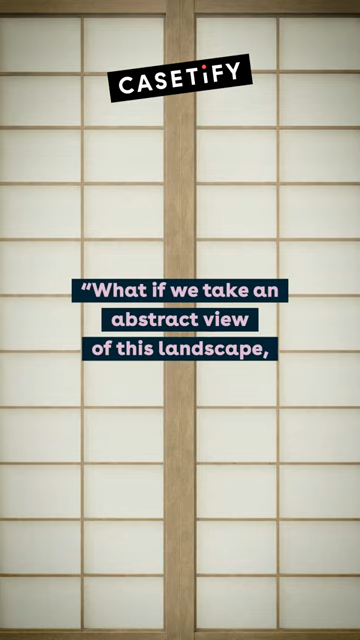 CASETiFY
“What if we take an
abstract view
of this landscape,